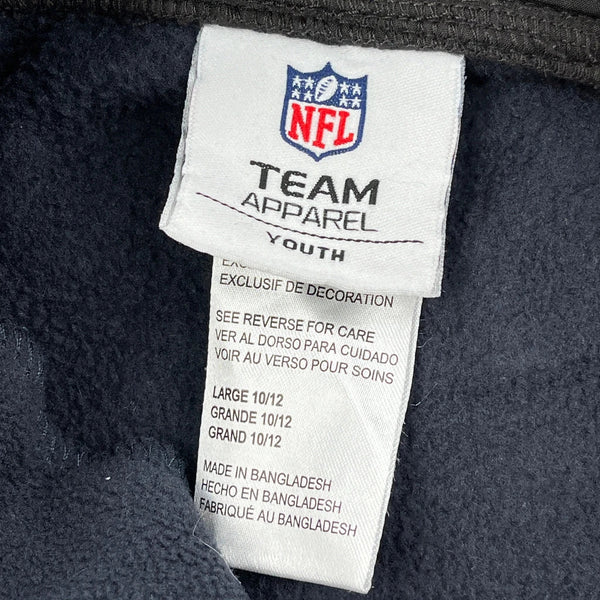 NFL
TEAM
APPAREL
YOUTH
EXCLUSIF DE DECORATION
SEE REVERSE FOR CARE
VER AL DORSO PARA CUIDADO
VOIR AU VERSO POUR SOINS
LARGE 10/12
GRANDE 10/12
GRAND 10/12
MADE IN BANGLADESH
HECHO EN BANGLADESH
FABRIQUÉ AU BANGLADESH